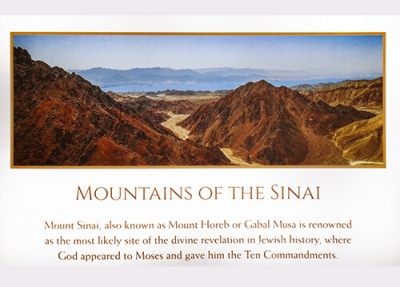 MOUNTAINS OF THE SINAI
Mount Sinai, also known as Mount Horeb or Gabal Musa is renowned
as the most likely site of the divine revelation in Jewish history, where
God appeared to Moses and gave him the Ten Commandments.